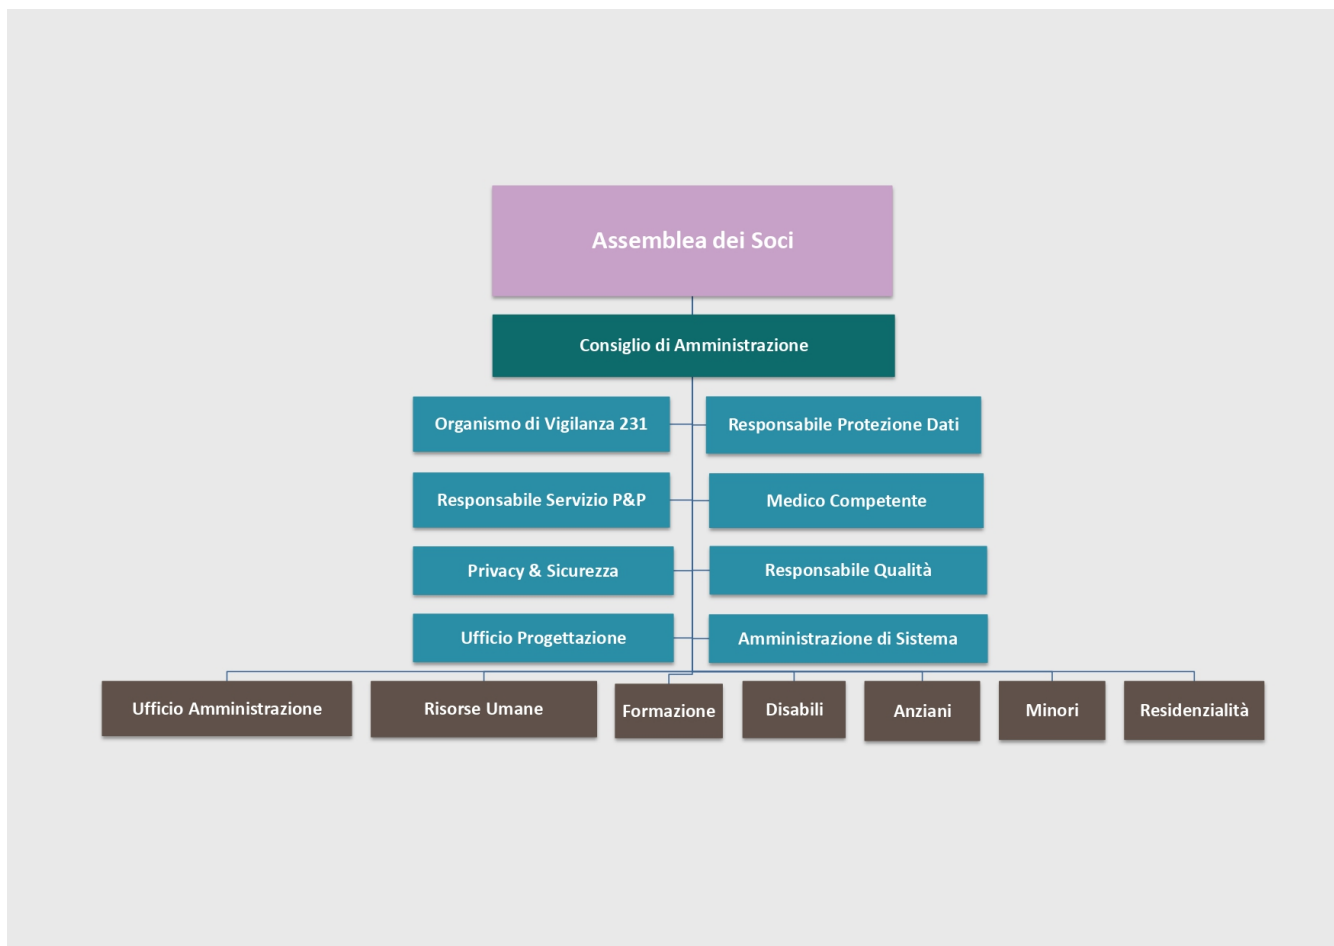 Assemblea dei Soci
Consiglio di Amministrazione
Organismo di Vigilanza 231
Responsabile Protezione Dati
Responsabile Servizio P&P
Medico Competente
Privacy & Sicurezza
Responsabile Qualità
Ufficio Progettazione
Amministrazione di Sistema
Ufficio Amministrazione
Risorse Umane
Formazione
Disabili
Anziani
Minori
Residenzialità